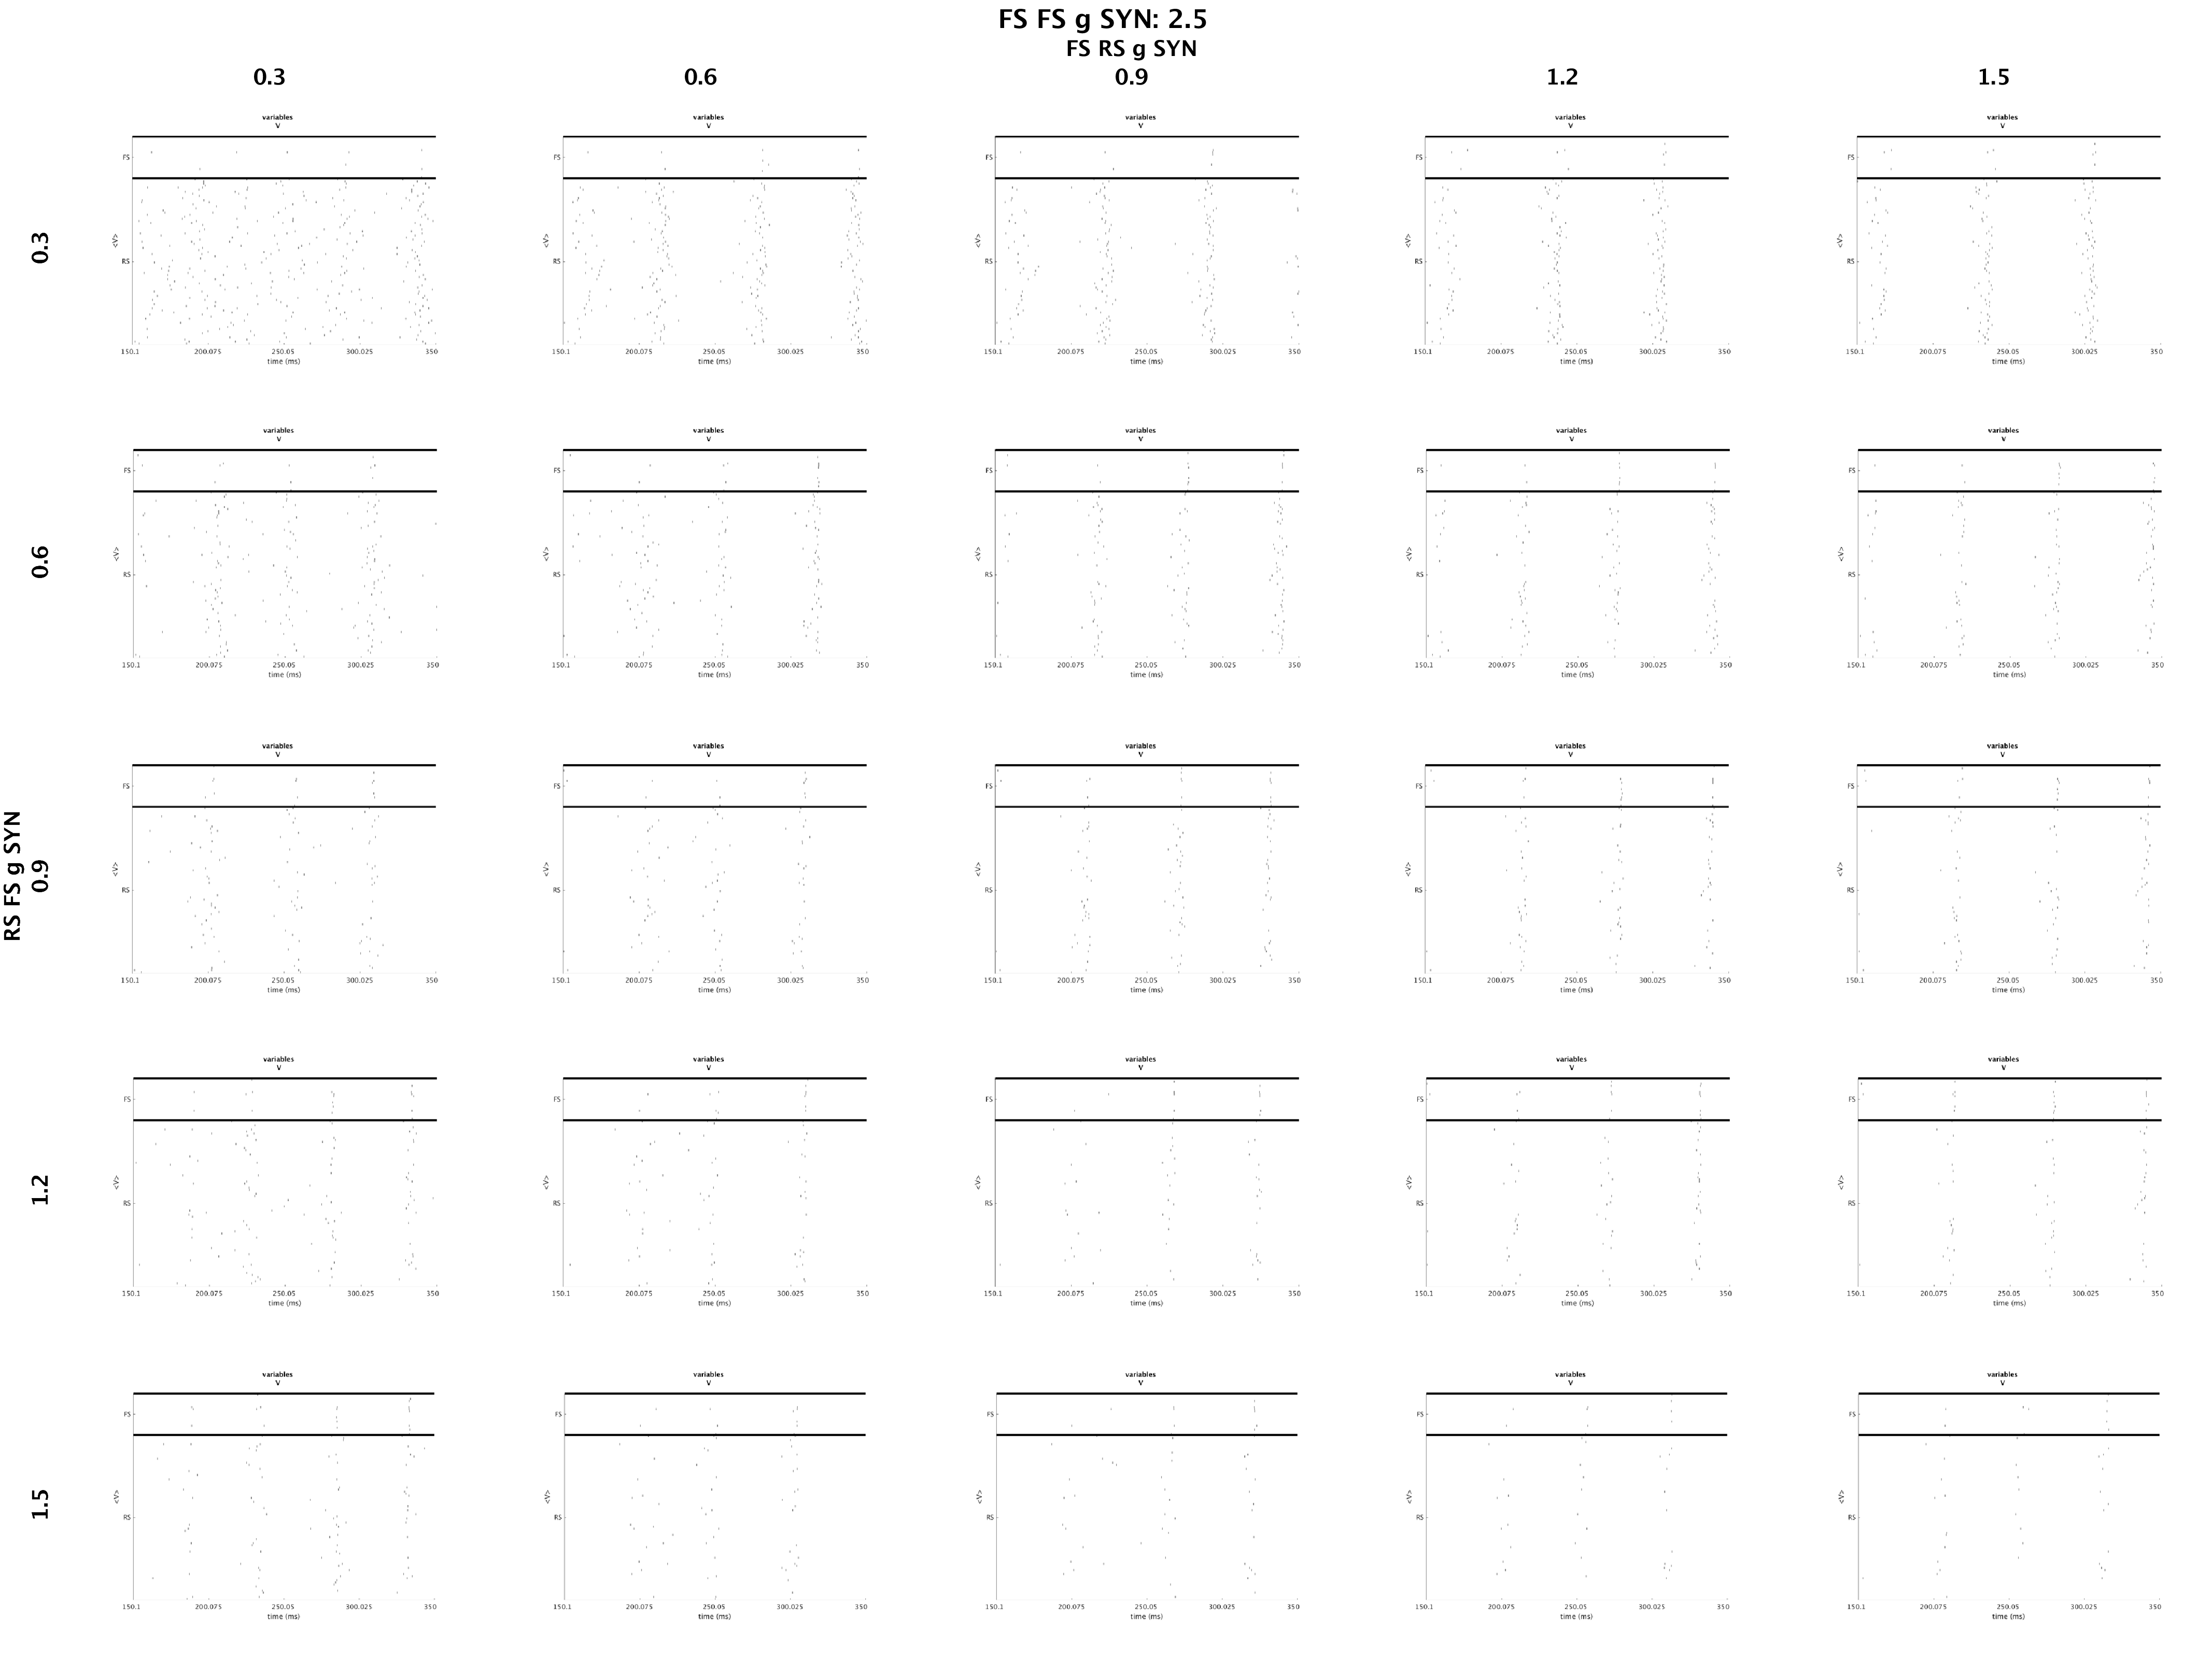 FS FS g SYN: 2.5
FS RS g SYN
0.3 0.6 0.9 1.2 1.5
variables variables variables variables variables
V V V V V
FS FS FS FS FS
0.3
<V> <V> <V> <V> <V>
RS RS RS RS RS
150.1 200.075 250.05 300.025 350 150.1 200.075 250.05 300.025 350 150.1 200.075 250.05 300.025 350 150.1 200.075 250.05 300.025 350 150.1 200.075 250.05 300.025 350
time (ms) time (ms) time (ms) time (ms) time (ms)
variables variables variables variables variables
V V V V V
FS FS FS FS FS
0.6
<V> <V> <V> <V> <V>
RS RS RS RS RS
150.1 200.075 250.05 300.025 350 150.1 200.075 250.05 300.025 350 150.1 200.075 250.05 300.025 350 150.1 200.075 250.05 300.025 350 150.1 200.075 250.05 300.025 350
time (ms) time (ms) time (ms) time (ms) time (ms)
variables variables variables variables variables
V V V V V
FS FS FS FS FS
RS FS g SYN
0.9
<V> <V> <V> <V> <V>
RS RS RS RS RS
150.1 200.075 250.05 300.025 350 150.1 200.075 250.05 300.025 350 150.1 200.075 250.05 300.025 350 150.1 200.075 250.05 300.025 350 150.1 200.075 250.05 300.025 350
time (ms) time (ms) time (ms) time (ms) time (ms)
variables variables variables variables variables
V V V V V
FS FS FS FS FS
1.2
<V> <V> <V> <V> <V>
RS RS RS RS RS
150.1 200.075 250.05 300.025 350 150.1 200.075 250.05 300.025 350 150.1 200.075 250.05 300.025 350 150.1 200.075 250.05 300.025 350 150.1 200.075 250.05 300.025 350
time (ms) time (ms) time (ms) time (ms) time (ms)
variables variables variables variables variables
V V V V V
FS FS FS FS FS
1.5
<V> <V> <V> <V> <V>
RS RS RS RS RS
150.1 200.075 250.05 300.025 350 150.1 200.075 250.05 300.025 350 150.1 200.075 250.05 300.025 350 150.1 200.075 250.05 300.025 350 150.1 200.075 250.05 300.025 350
time (ms) time (ms) time (ms) time (ms) time (ms)